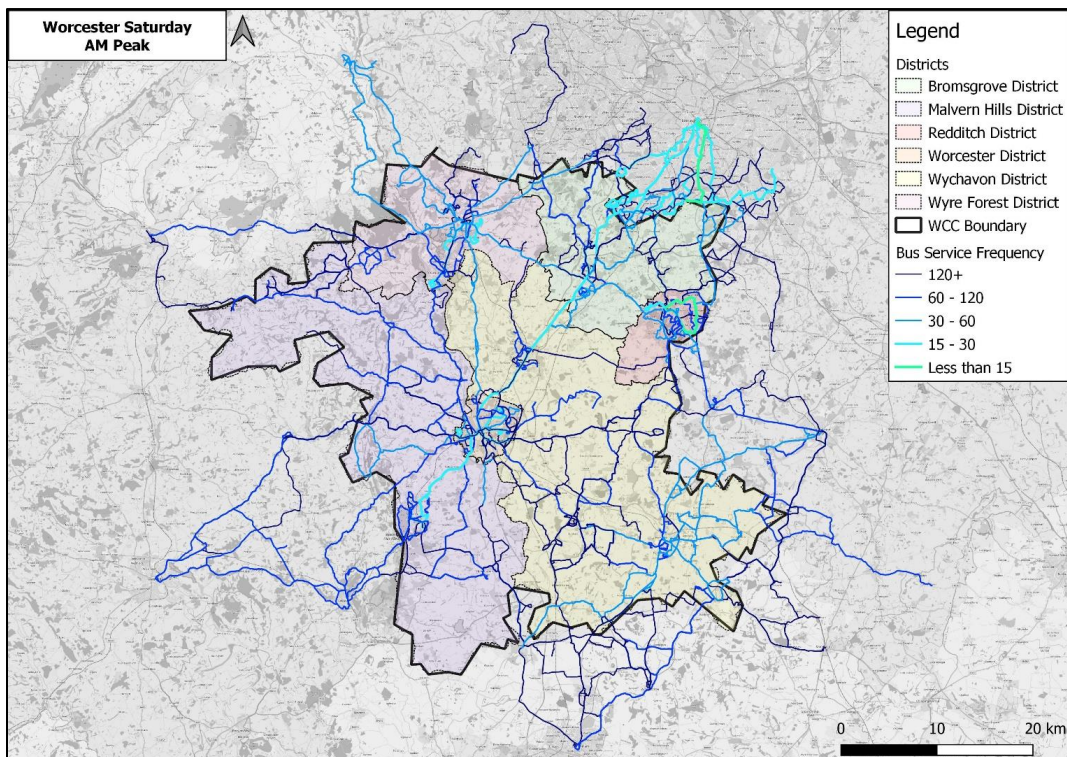 Worcester Saturday
AM Peak
Legend
Districts
Bromsgrove District
Malvern Hills District
Redditch District
Worcester District
Wychavon District
Wyre Forest District
WCC Boundary
Bus Service Frequency
120+
60 - 120
30 - 60
15 - 30
Less than 15
0 10 20 km